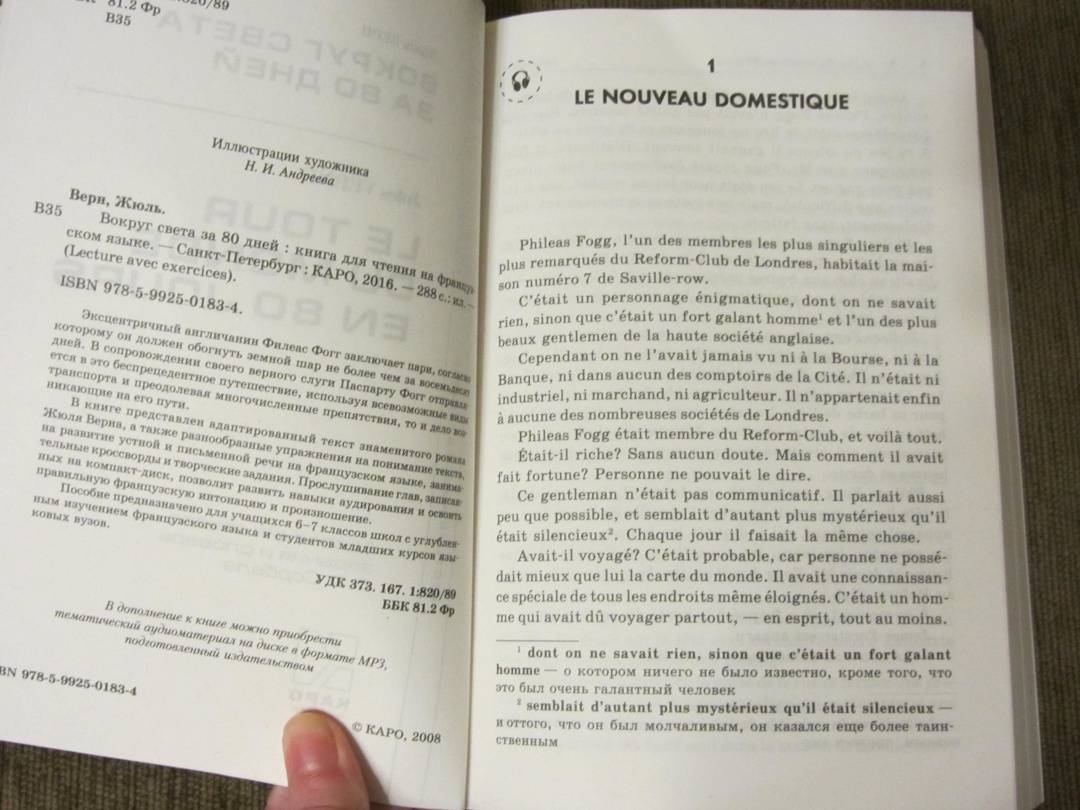 :820/89
81.2 Фр
В35
Иллюстрации художника
Н. И. Андреева
Верн, Жюль.
В35 Вокруг света за 80 дней : книга для чтения на француз-
ском языке. — Санкт-Петербург : КАРО, 2016. — 288 с.: ил. —
(Lecture avec exercices).
ISBN 978-5-9925-0183-4.
Эксцентричный англичанин Филеас Фогг заключает пари, согласно
которому он должен обогнуть земной шар не более чем за восемьдесят
дней. В сопровождении своего верного слуги Паспарту Фогг отправля-
ется в это беспрецедентное путешествие, используя всевозможные виды
транспорта и преодолевая многочисленные препятствия, то и дело воз-
никающие на его пути.
В книге представлен адаптированный текст знаменитого романа
Жюля Верна, а также разнообразные упражнения на понимание текста,
на развитие устной и письменной речи на французском языке, занима-
тельные кроссворды и творческие задания. Прослушивание глав, записан-
ных на компакт-диск, позволит развить навыки аудирования и освоить
правильную французскую интонацию и произношение.
Пособие предназначено для учащихся 6–7 классов школ с углублен-
ным изучением французского языка и студентов младших курсов язы-
ковых вузов.
УДК 373. 167. 1:820/89
ББК 81.2 Фр
В дополнение к книге можно приобрести
тематический аудиоматериал на диске в формате MP3,
подготовленный издательством
BN 978-5-9925-0183-4
© КАРО, 2008
1
LE NOUVEAU DOMESTIQUE
Phileas Fogg, l'un des membres les plus singuliers et les
plus remarqués du Reform-Club de Londres, habitait la mai-
son numéro 7 de Saville-row.
C'était un personnage énigmatique, dont on ne savait
rien, sinon que c'était un fort galant homme¹ et l'un des plus
beaux gentlemen de la haute société anglaise.
Cependant on ne l'avait jamais vu ni à la Bourse, ni à la
Banque, ni dans aucun des comptoirs de la Cité. Il n'était ni
industriel, ni marchand, ni agriculteur. Il n'appartenait enfin
à aucune des nombreuses sociétés de Londres.
Phileas Fogg était membre du Reform-Club, et voilà tout.
Était-il riche? Sans aucun doute. Mais comment il avait
fait fortune? Personne ne pouvait le dire.
Ce gentleman n'était pas communicatif. Il parlait aussi
peu que possible, et semblait d'autant plus mystérieux qu'il
était silencieux². Chaque jour il faisait la même chose.
Avait-il voyagé? C'était probable, car personne ne possé-
dait mieux que lui la carte du monde. Il avait une connaissan-
ce spéciale de tous les endroits même éloignés. C'était un hom-
me qui avait dû voyager partout, — en esprit, tout au moins.
¹ dont on ne savait rien, sinon que c'était un fort galant
homme — о котором ничего не было известно, кроме того, что
это был очень галантный человек
² semblait d'autant plus mystérieux qu'il était silencieux —
и оттого, что он был молчаливым, он казался еще более таин-
ственным